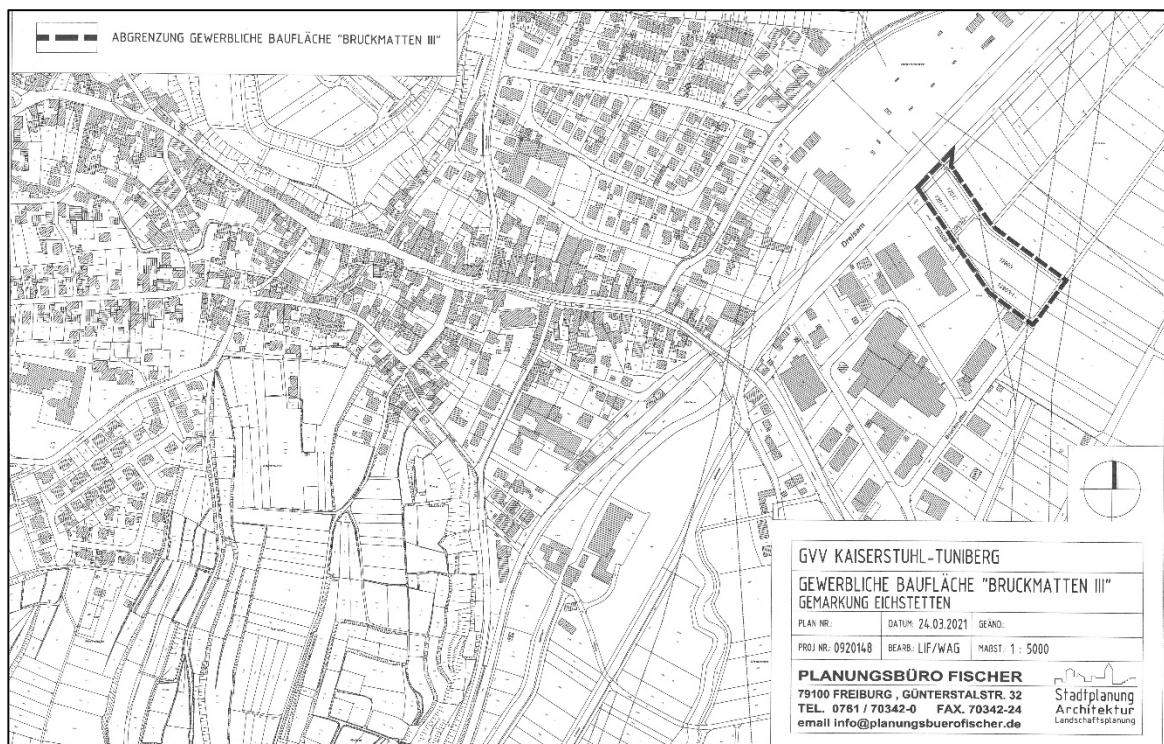 ABGRENZUNG GEWERBLICHE BAUFLÄCHE "BRUCKMATTEN III"
Dreisam
GVV KAISERSTUHL-TUNIBERG
GEWERBLICHE BAUFLÄCHE "BRUCKMATTEN III"
GEMARKUNG EICHSTETTEN
PLAN NR.: DATUM: 24.03.2021 GEÄND.:
PROJ NR.: 0920148 BEARB.: LIF/WAG MAßST.: 1 : 5000
PLANUNGSBÜRO FISCHER
79100 FREIBURG , GÜNTERSTALSTR. 32
TEL. 0761 / 70342-0 FAX. 70342-24
email info@planungsbuerofischer.de
Stadtplanung
Architektur
Landschaftsplanung